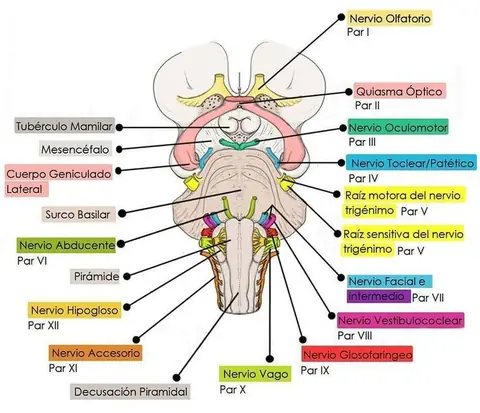 Nervio Olfatorio
Par I
Quiasma Óptico
Par II
Tubérculo Mamilar
Nervio Oculomotor
Par III
Mesencéfalo
Nervio Toclear/Patético
Par IV
Cuerpo Geniculado
Lateral
Raíz motora del nervio
trigénimo Par V
Surco Basilar
Raíz sensitiva del nervio
trigénimo Par V
Nervio Abducente
Par VI
Pirámide
Nervio Facial e
intermedio Par VII
Nervio Hipogloso
Par XII
Nervio Vestibulococlear
Par VIII
Nervio Accesorio
Par XI
Nervio Glosofaringeo
Par IX
Nervio Vago
Par X
Decusación Piramidal